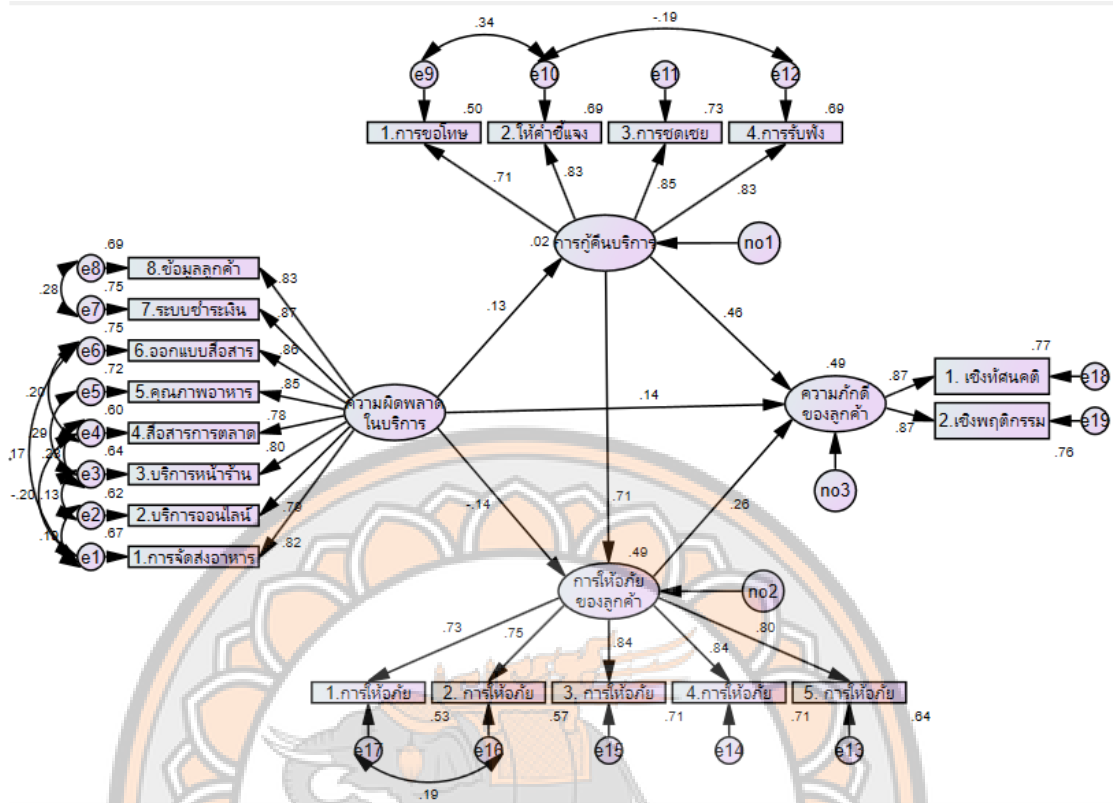 .34
-.19
e9
e10
e11
e12
.50
.69
.73
.69
1.การขอโทษ
2.ให้คำชี้แจง
3.การชดเชย
4.การรับฟัง
.71
.83
.85
.83
.02
การกู้คืนบริการ
no1
.69
e8
8.ข้อมูลลูกค้า
.83
.28
.75
e7
7.ระบบชำระเงิน
.87
.75
e6
6.ออกแบบสื่อสาร
.86
.72
e5
5.คุณภาพอาหาร
.85
.20
.60
e4
4.สื่อสารการตลาด
.78
.29
.64
e3
3.บริการหน้าร้าน
.80
.17
-.20
.13
.62
e2
2.บริการออนไลน์
.79
.67
e1
1.การจัดส่งอาหาร
.82
ความผิดพลาด
ในบริการ
.13
.46
.14
-.14
.71
.26
.49
ความภักดี
ของลูกค้า
no3
.77
.87
1. เชิงทัศนคติ
e18
.87
2.เชิงพฤติกรรม
e19
.76
.49
การให้อภัย
ของลูกค้า
no2
.73
.75
.84
.84
.80
1.การให้อภัย
2. การให้อภัย
3. การให้อภัย
4.การให้อภัย
5. การให้อภัย
.53
.57
.71
.71
.64
e17
e16
e15
e14
e13
.19